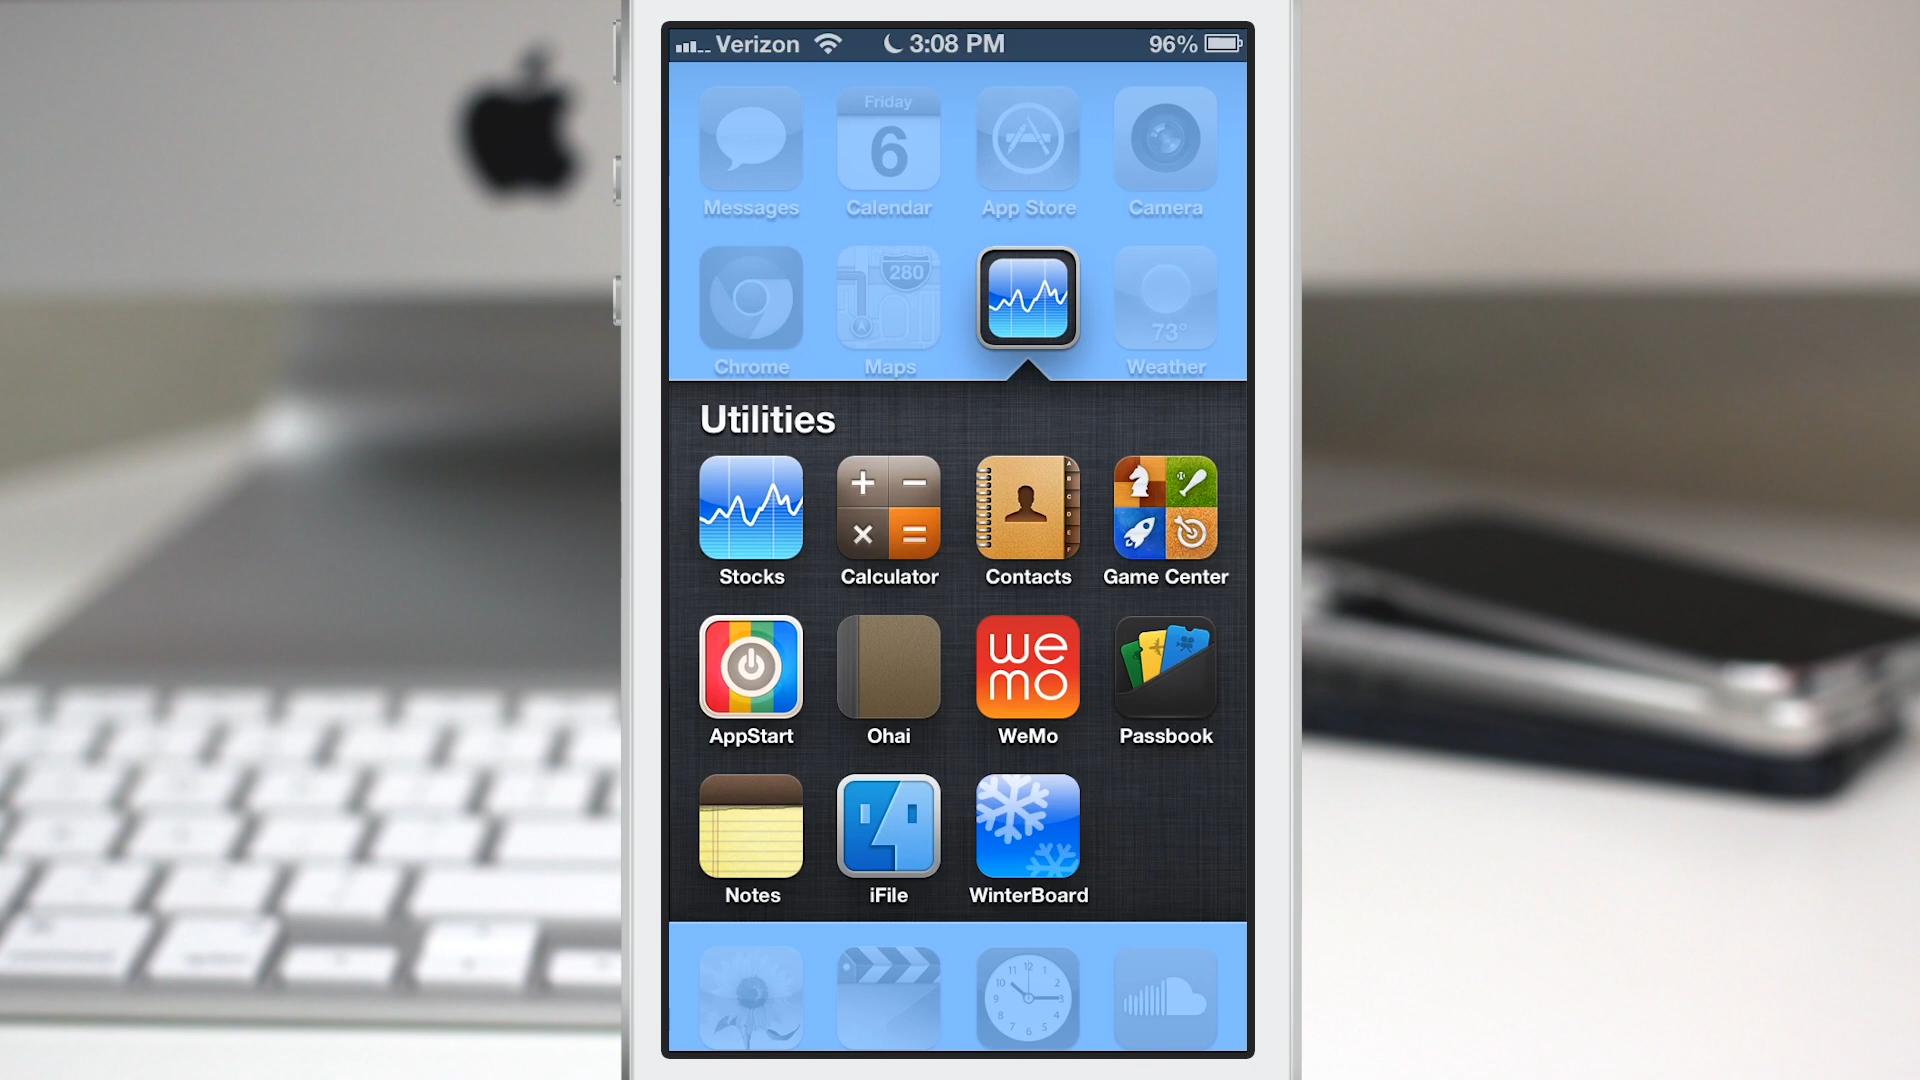 Verizon 3:08 PM 96%
Friday
6
Messages Calendar App Store Camera
280
73°
Chrome Maps Weather
Utilities
Stocks Calculator Contacts Game Center
we
mo
AppStart Ohai WeMo Passbook
Notes iFile WinterBoard